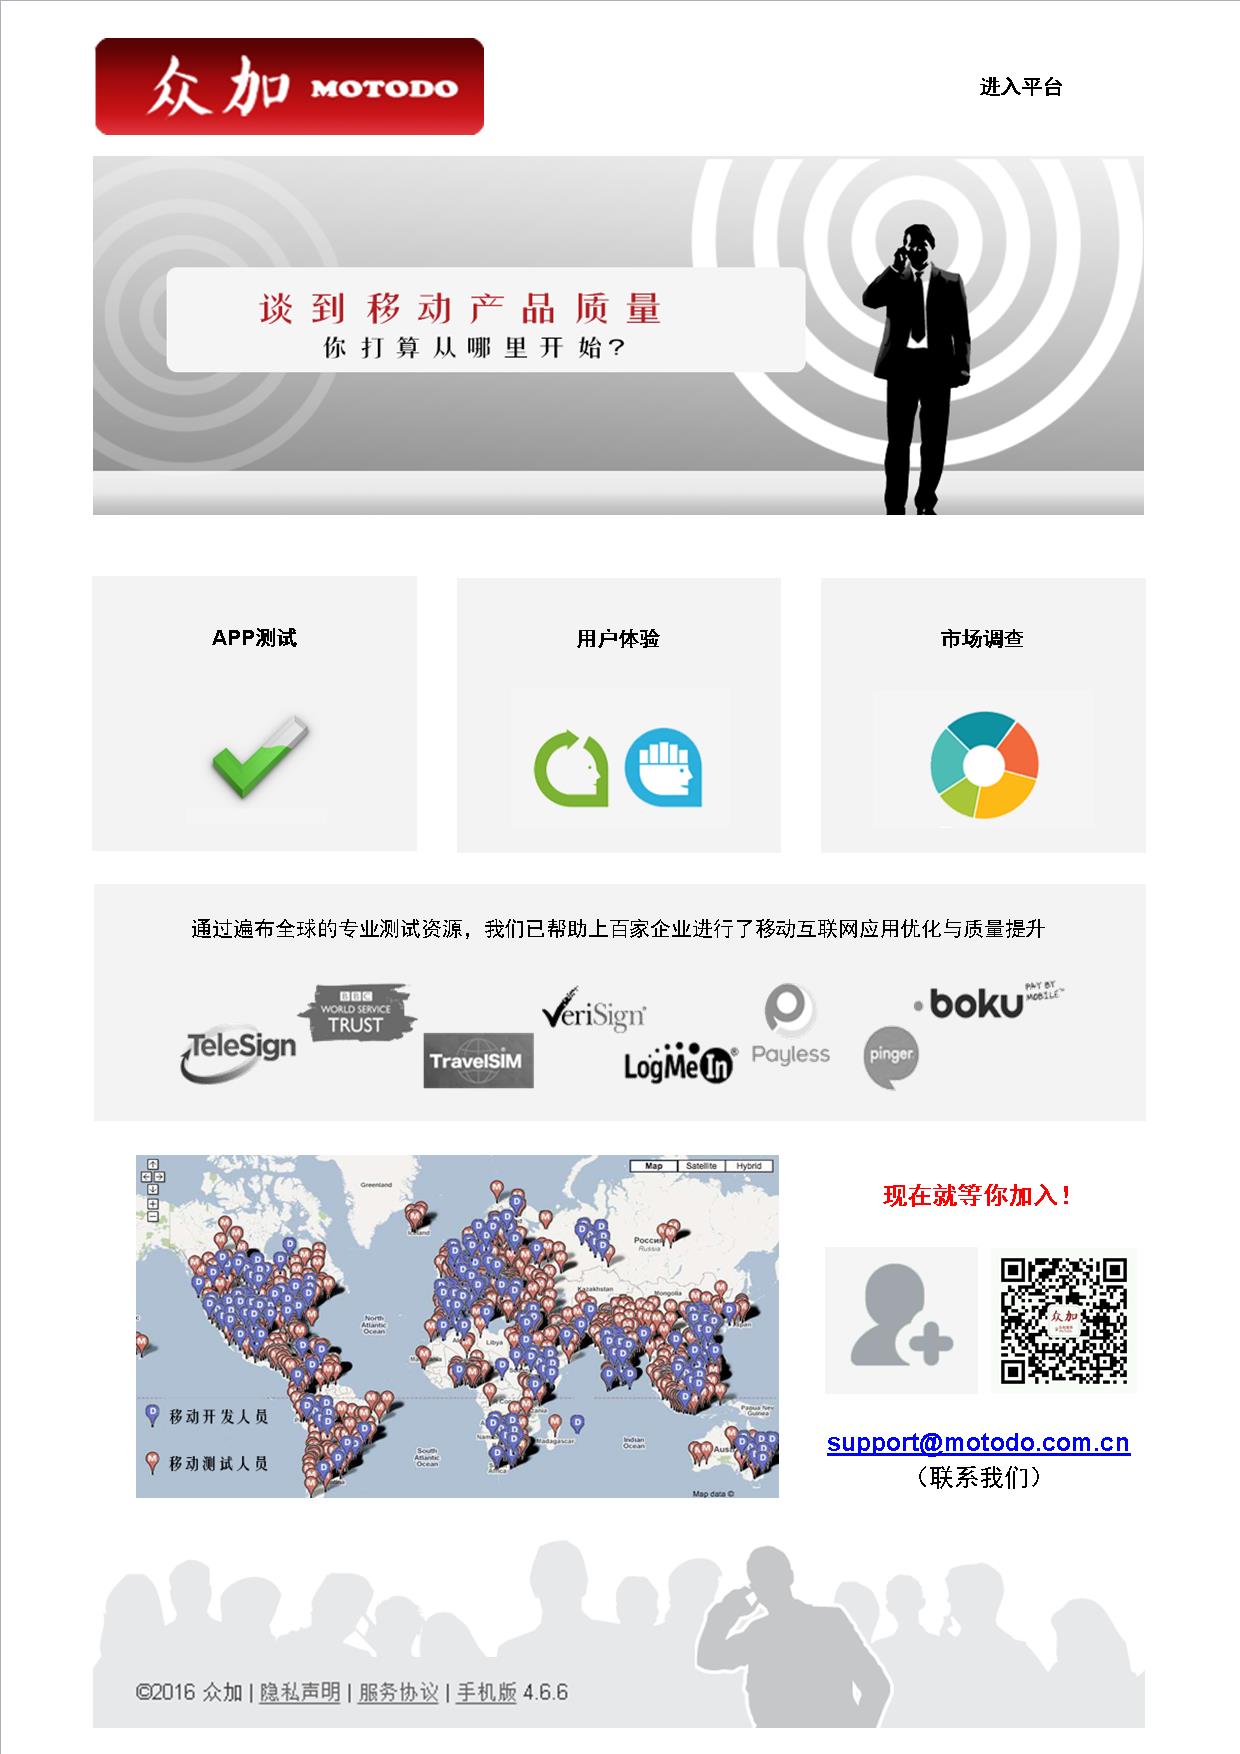 众加 MOTODO
进入平台
谈到移动产品质量
你打算从哪里开始?
APP测试
用户体验
市场调查
通过遍布全球的专业测试资源，我们已帮助上百家企业进行了移动互联网应用优化与质量提升
TeleSign
BBC
WORLD SERVICE
TRUST
TravelSIM
VeriSign®
LogMeIn®
Payless
pinger
boku PAY BY MOBILE™
Map Satellite Hybrid
Greenland
Iceland
Россия
Russia
Kazakhstan
Mongolia
North
Atlantic
Ocean
Libya
Papua New
Guinea
Madagascar
South
Atlantic
Ocean
Indian
Ocean
Map data ©
移动开发人员
移动测试人员
现在就等你加入！
众加
support@motodo.com.cn
（联系我们）
©2016 众加 | 隐私声明 | 服务协议 | 手机版 4.6.6